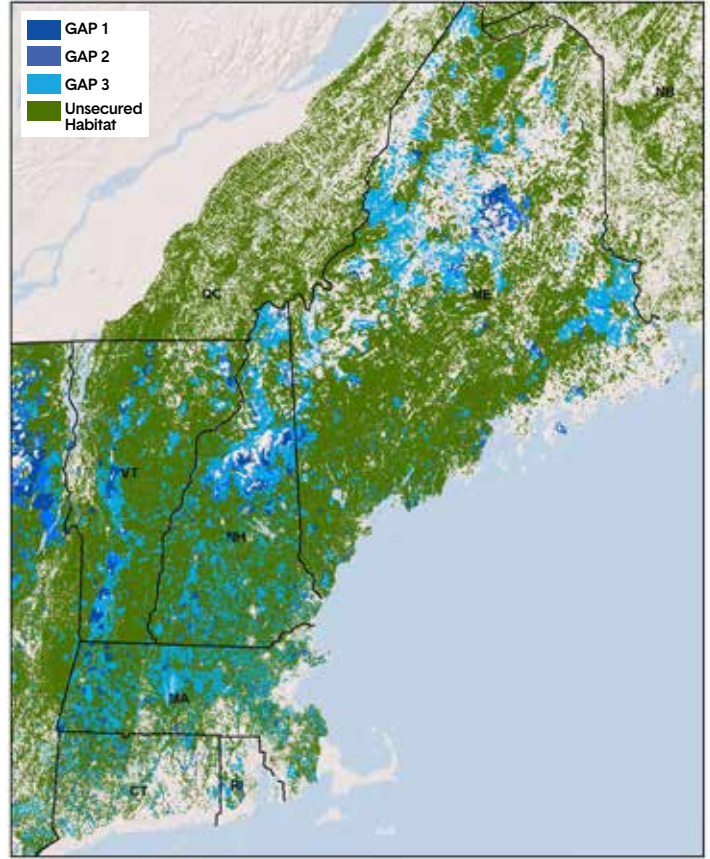 GAP 1
GAP 2
GAP 3
Unsecured
Habitat
NB
QC
ME
VT
NH
MA
CT
RI